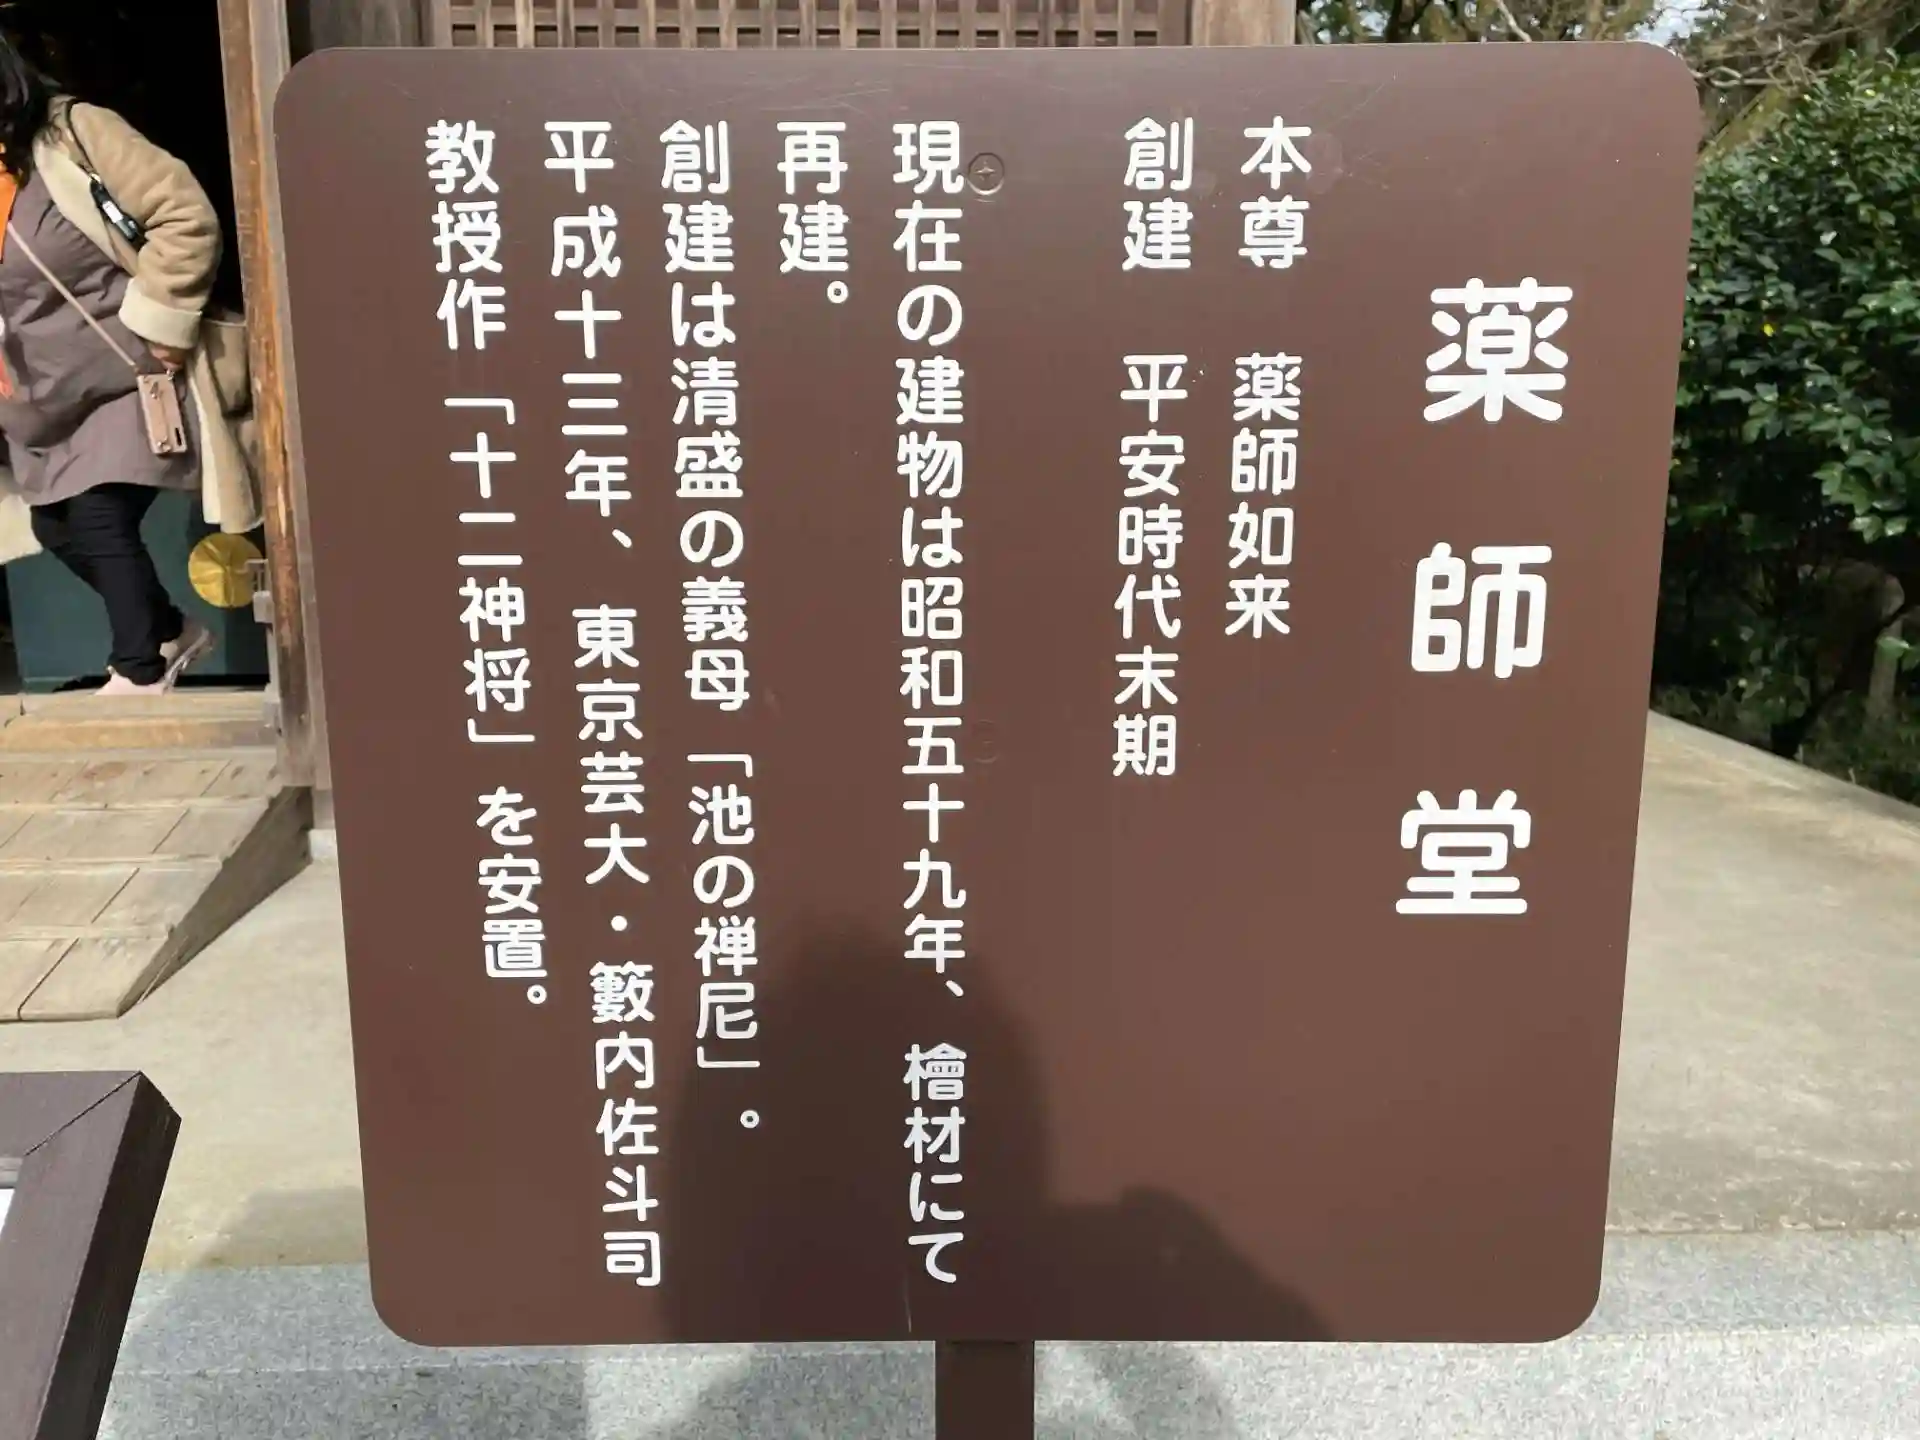 薬師堂
本尊　薬師如来
創建　平安時代末期
現在の建物は昭和五十九年、檜材にて
再建。
創建は清盛の義母「池の禅尼」。
平成十三年、東京芸大・籔内佐斗司
教授作「十二神将」を安置。